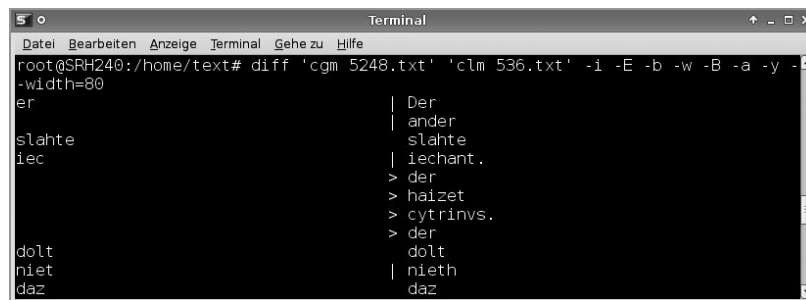 Terminal
Datei Bearbeiten Anzeige Terminal Gehe zu Hilfe
root@SRH240:/home/text# diff 'cgm 5248.txt' 'clm 536.txt' -i -E -b -w -B -a -y -
-width=80
er | Der
| ander
slahte slahte
iec | iechant.
> der
> haizet
> cytrinvs.
> der
dolt dolt
niet | nieth
daz daz